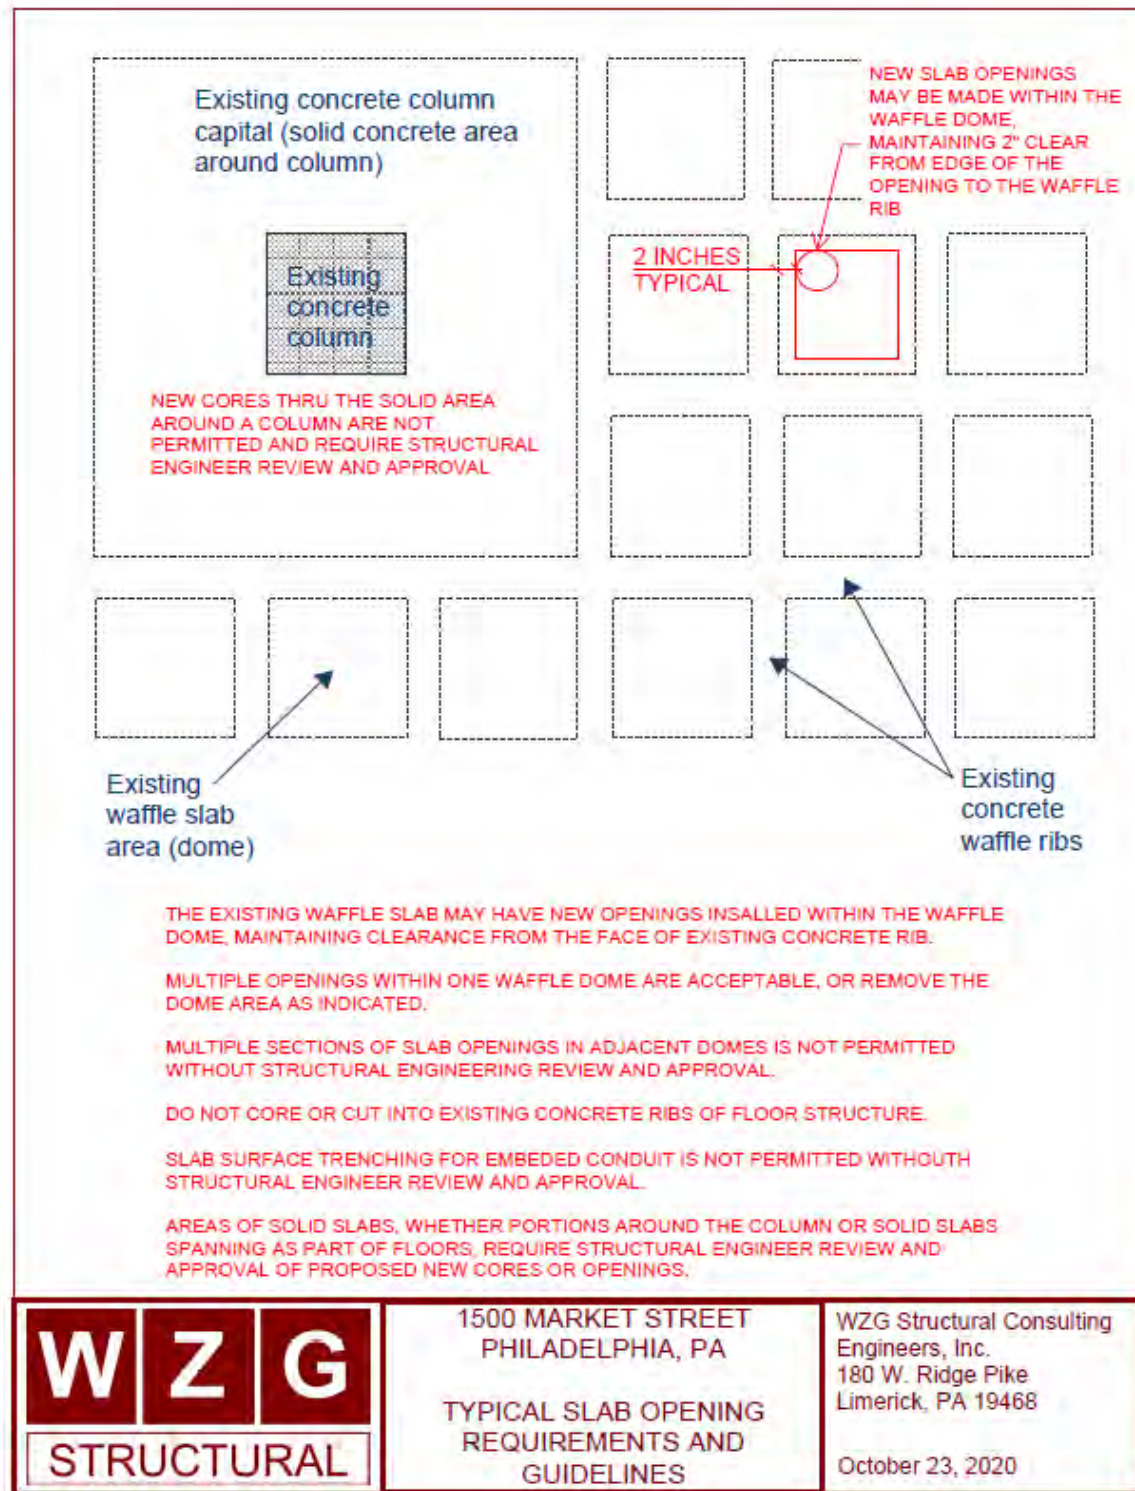 Existing concrete column
capital (solid concrete area
around column)
NEW SLAB OPENINGS
MAY BE MADE WITHIN THE
WAFFLE DOME,
MAINTAINING 2" CLEAR
FROM EDGE OF THE
OPENING TO THE WAFFLE
RIB
2 INCHES
TYPICAL
Existing
concrete
column
NEW CORES THRU THE SOLID AREA
AROUND A COLUMN ARE NOT
PERMITTED AND REQUIRE STRUCTURAL
ENGINEER REVIEW AND APPROVAL
Existing
waffle slab
area (dome)
Existing
concrete
waffle ribs
THE EXISTING WAFFLE SLAB MAY HAVE NEW OPENINGS INSALLED WITHIN THE WAFFLE
DOME, MAINTAINING CLEARANCE FROM THE FACE OF EXISTING CONCRETE RIB.
MULTIPLE OPENINGS WITHIN ONE WAFFLE DOME ARE ACCEPTABLE, OR REMOVE THE
DOME AREA AS INDICATED.
MULTIPLE SECTIONS OF SLAB OPENINGS IN ADJACENT DOMES IS NOT PERMITTED
WITHOUT STRUCTURAL ENGINEERING REVIEW AND APPROVAL.
DO NOT CORE OR CUT INTO EXISTING CONCRETE RIBS OF FLOOR STRUCTURE.
SLAB SURFACE TRENCHING FOR EMBEDED CONDUIT IS NOT PERMITTED WITHOUTH
STRUCTURAL ENGINEER REVIEW AND APPROVAL.
AREAS OF SOLID SLABS, WHETHER PORTIONS AROUND THE COLUMN OR SOLID SLABS
SPANNING AS PART OF FLOORS, REQUIRE STRUCTURAL ENGINEER REVIEW AND
APPROVAL OF PROPOSED NEW CORES OR OPENINGS.
WZG
STRUCTURAL
1500 MARKET STREET
PHILADELPHIA, PA
TYPICAL SLAB OPENING
REQUIREMENTS AND
GUIDELINES
WZG Structural Consulting
Engineers, Inc.
180 W. Ridge Pike
Limerick, PA 19468
October 23, 2020